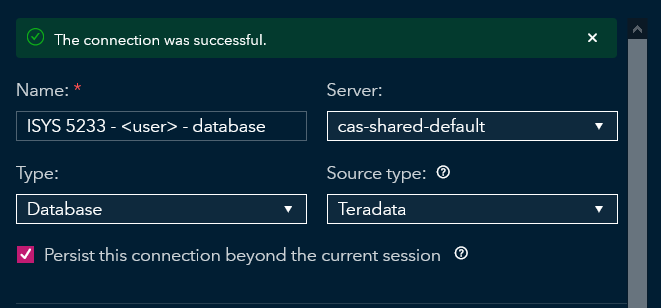 The connection was successful.
Name: *
Server:
ISYS 5233 - <user> - database
cas-shared-default
Type:
Source type:
Database
Teradata
Persist this connection beyond the current session